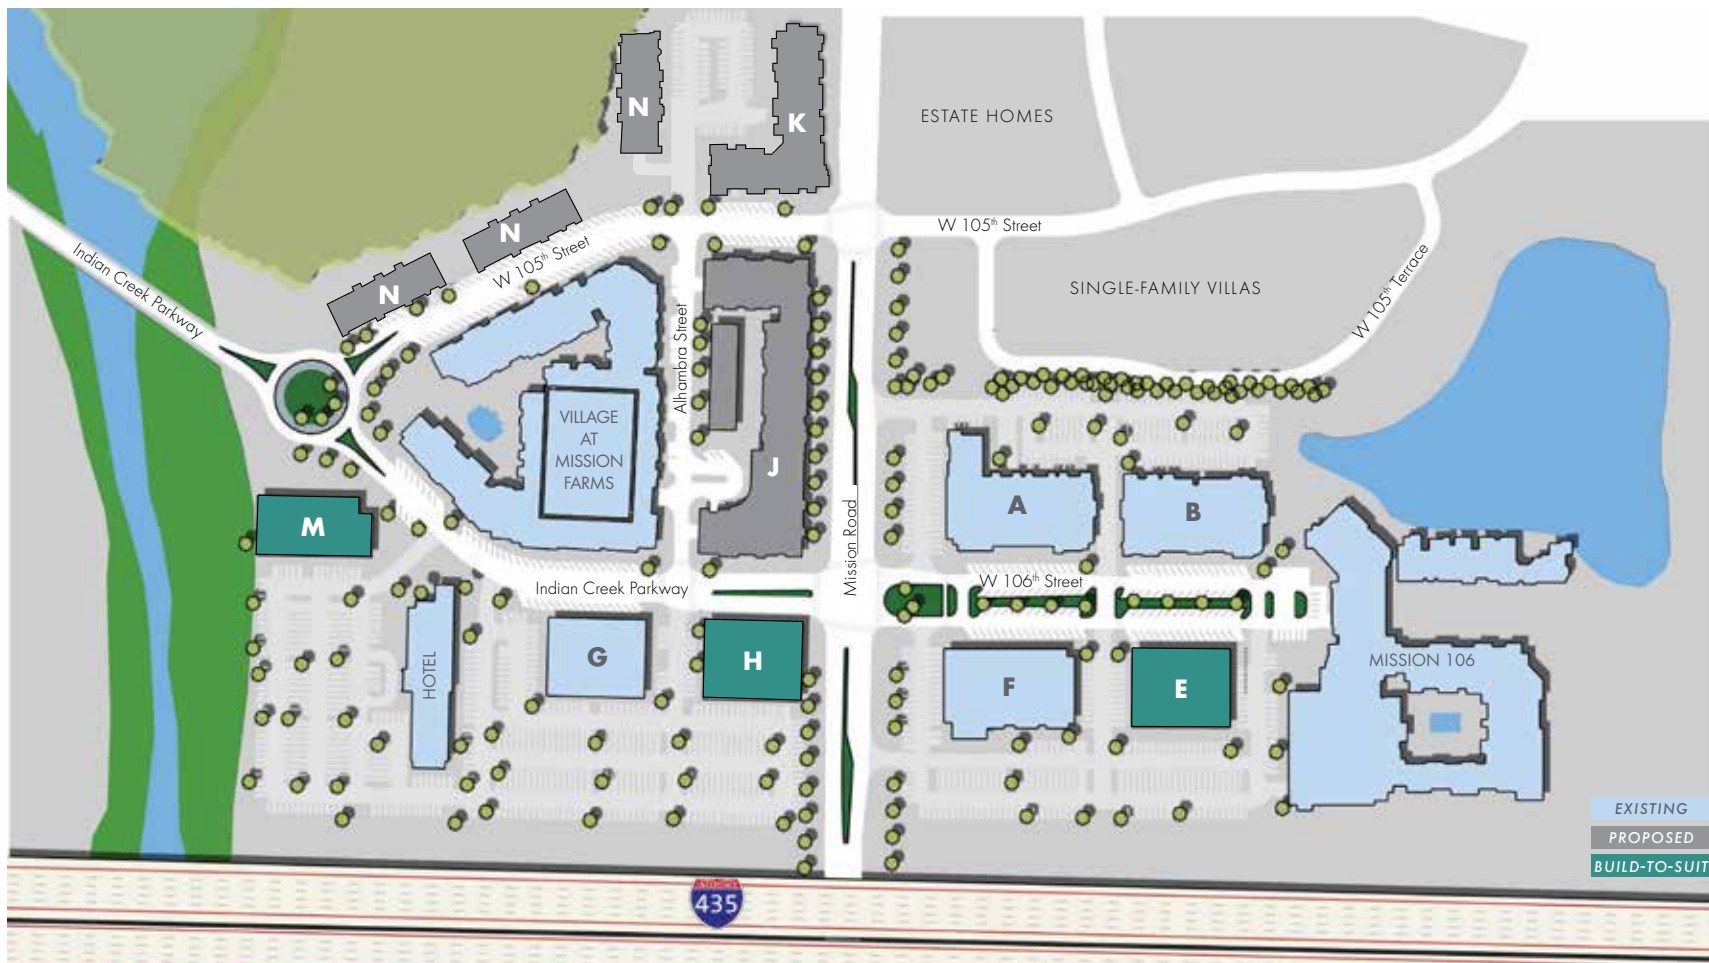 N
K
ESTATE HOMES
N
W 105th Street
W 105th Street
Indian Creek Parkway
N
SINGLE-FAMILY VILLAS
W 105th Terrace
Alhambra Street
VILLAGE
AT
MISSION
FARMS
J
A
B
M
Mission Road
Indian Creek Parkway
W 106th Street
HOTEL
G
H
F
E
MISSION 106
EXISTING
PROPOSED
BUILD-TO-SUIT
435